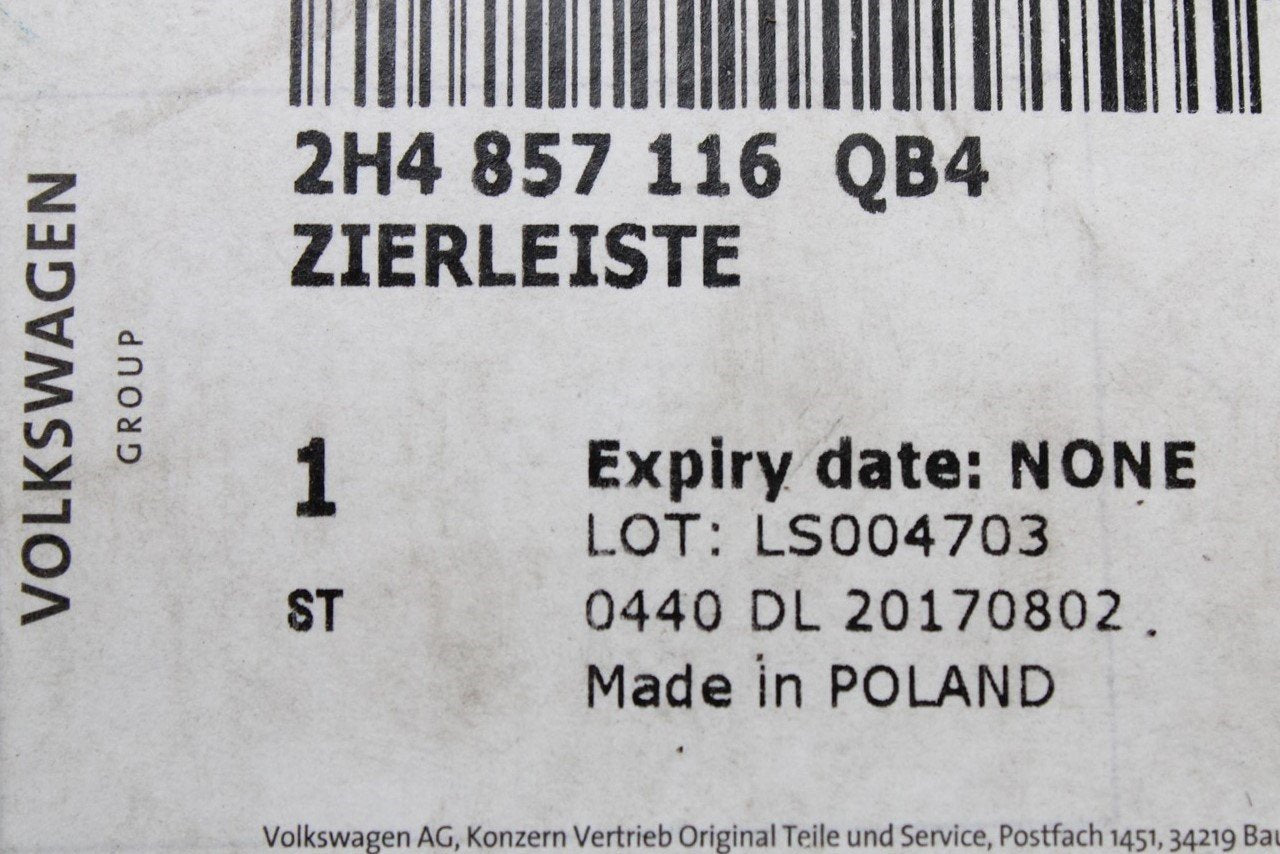 VOLKSWAGEN
GROUP
2H4 857 116 QB4
ZIERLEISTE
1
ST
Expiry date: NONE
LOT: LS004703
0440 DL 20170802
Made in POLAND
Volkswagen AG, Konzern Vertrieb Original Teile und Service, Postfach 1451, 34219 Bau